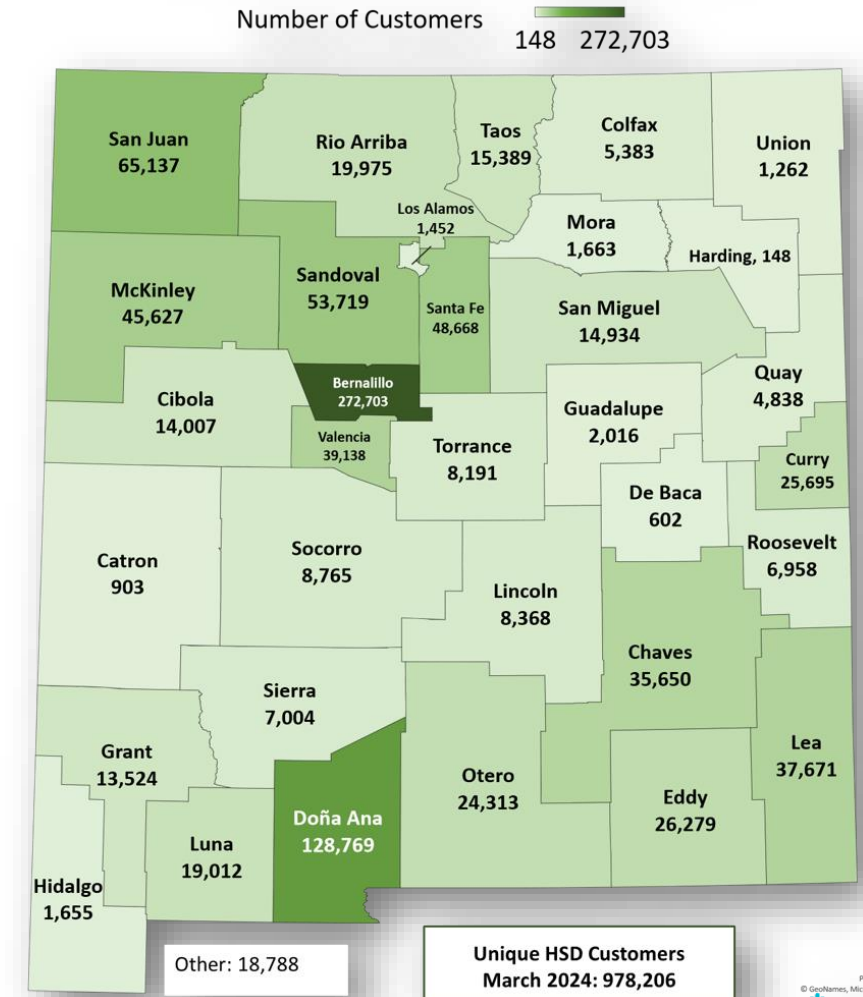 Number of Customers
148 272,703
San Juan
65,137
Rio Arriba
19,975
Taos
15,389
Colfax
5,383
Union
1,262
Los Alamos
1,452
Mora
1,663
Harding, 148
McKinley
45,627
Sandoval
53,719
Santa Fe
48,668
San Miguel
14,934
Quay
4,838
Cibola
14,007
Bernalillo
272,703
Valencia
39,138
Torrance
8,191
Guadalupe
2,016
Curry
25,695
De Baca
602
Roosevelt
6,958
Catron
903
Socorro
8,765
Lincoln
8,368
Chaves
35,650
Sierra
7,004
Grant
13,524
Lea
37,671
Otero
24,313
Eddy
26,279
Doña Ana
128,769
Luna
19,012
Hidalgo
1,655
Other: 18,788
Unique HSD Customers
March 2024: 978,206
© GeoNames, Mic